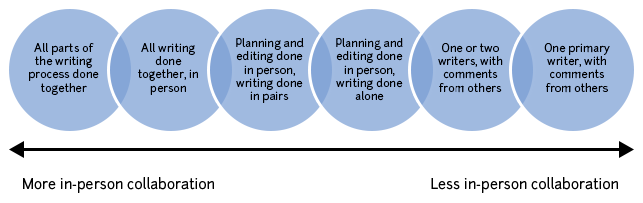 All parts of
the writing
process done
together
All writing
done
together, in
person
Planning and
editing done
in person,
writing done
in pairs
Planning and
editing done
in person,
writing done
alone
One or two
writers, with
comments
from others
One primary
writer, with
comments
from others
More in-person collaboration
Less in-person collaboration